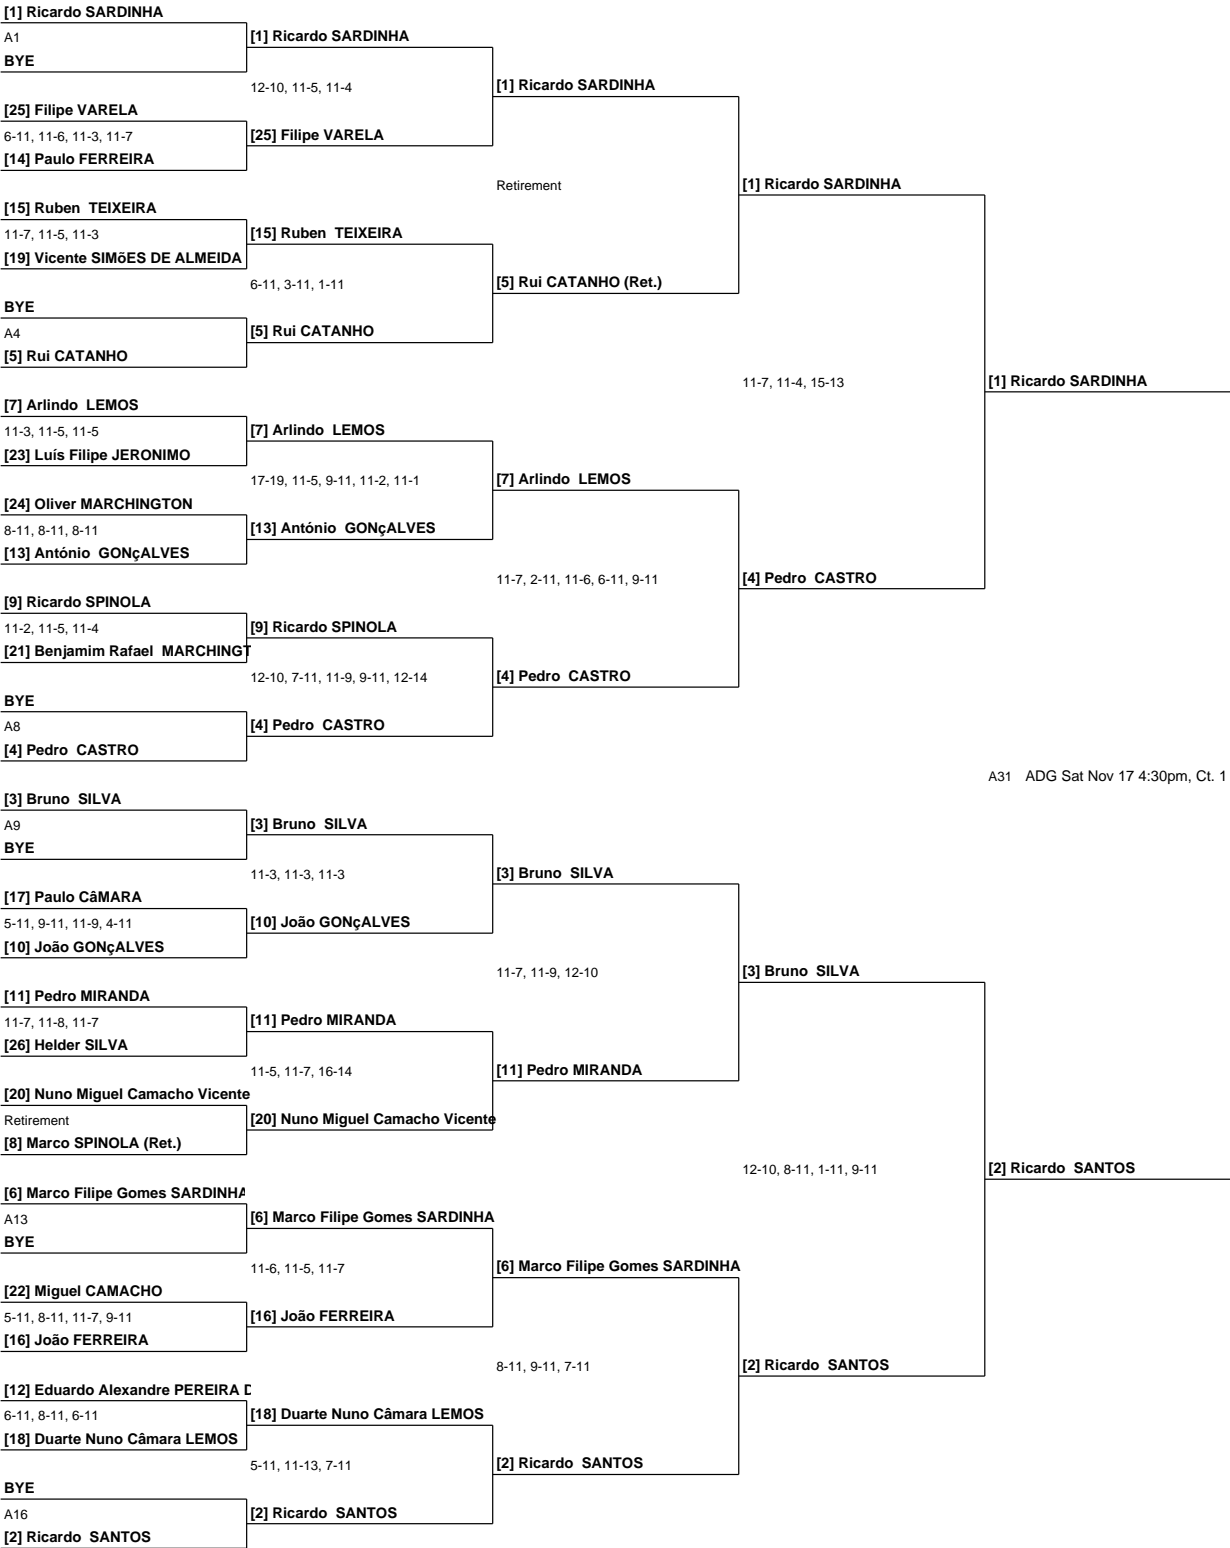 [1] Ricardo SARDINHA
A1
BYE
[25] Filipe VARELA
6-11, 11-6, 11-3, 11-7
[14] Paulo FERREIRA
[15] Ruben TEIXEIRA
11-7, 11-5, 11-3
[19] Vicente SIMõES DE ALMEIDA
BYE
A4
[5] Rui CATANHO
[7] Arlindo LEMOS
11-3, 11-5, 11-5
[23] Luís Filipe JERONIMO
[24] Oliver MARCHINGTON
8-11, 8-11, 8-11
[13] António GONçALVES
[9] Ricardo SPINOLA
11-2, 11-5, 11-4
[21] Benjamim Rafael MARCHINGT
BYE
A8
[4] Pedro CASTRO
[3] Bruno SILVA
A9
BYE
[17] Paulo CâMARA
5-11, 9-11, 11-9, 4-11
[10] João GONçALVES
[11] Pedro MIRANDA
11-7, 11-8, 11-7
[26] Helder SILVA
[20] Nuno Miguel Camacho Vicente
Retirement
[8] Marco SPINOLA (Ret.)
[6] Marco Filipe Gomes SARDINHA
A13
BYE
[22] Miguel CAMACHO
5-11, 8-11, 11-7, 9-11
[16] João FERREIRA
[12] Eduardo Alexandre PEREIRA D
6-11, 8-11, 6-11
[18] Duarte Nuno Câmara LEMOS
BYE
A16
[2] Ricardo SANTOS
[1] Ricardo SARDINHA
12-10, 11-5, 11-4
[25] Filipe VARELA
[15] Ruben TEIXEIRA
6-11, 3-11, 1-11
[5] Rui CATANHO
[7] Arlindo LEMOS
17-19, 11-5, 9-11, 11-2, 11-1
[13] António GONçALVES
[9] Ricardo SPINOLA
12-10, 7-11, 11-9, 9-11, 12-14
[4] Pedro CASTRO
[3] Bruno SILVA
11-3, 11-3, 11-3
[10] João GONçALVES
[11] Pedro MIRANDA
11-5, 11-7, 16-14
[20] Nuno Miguel Camacho Vicente
[6] Marco Filipe Gomes SARDINHA
11-6, 11-5, 11-7
[16] João FERREIRA
[18] Duarte Nuno Câmara LEMOS
5-11, 11-13, 7-11
[2] Ricardo SANTOS
[1] Ricardo SARDINHA
Retirement
[5] Rui CATANHO (Ret.)
[7] Arlindo LEMOS
11-7, 2-11, 11-6, 6-11, 9-11
[4] Pedro CASTRO
[3] Bruno SILVA
11-7, 11-9, 12-10
[11] Pedro MIRANDA
[6] Marco Filipe Gomes SARDINHA
8-11, 9-11, 7-11
[2] Ricardo SANTOS
[1] Ricardo SARDINHA
11-7, 11-4, 15-13
[4] Pedro CASTRO
[3] Bruno SILVA
12-10, 8-11, 1-11, 9-11
[2] Ricardo SANTOS
[1] Ricardo SARDINHA
A31 ADG Sat Nov 17 4:30pm, Ct. 1
[2] Ricardo SANTOS